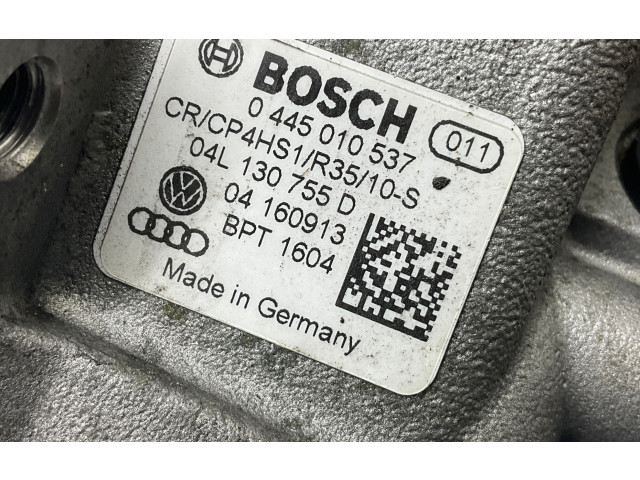 BOSCH
0 445 010 537
011
CR/CP4HS1/R35/10-S
04L 130 755 D
04 160913
BPT 1604
Made in Germany